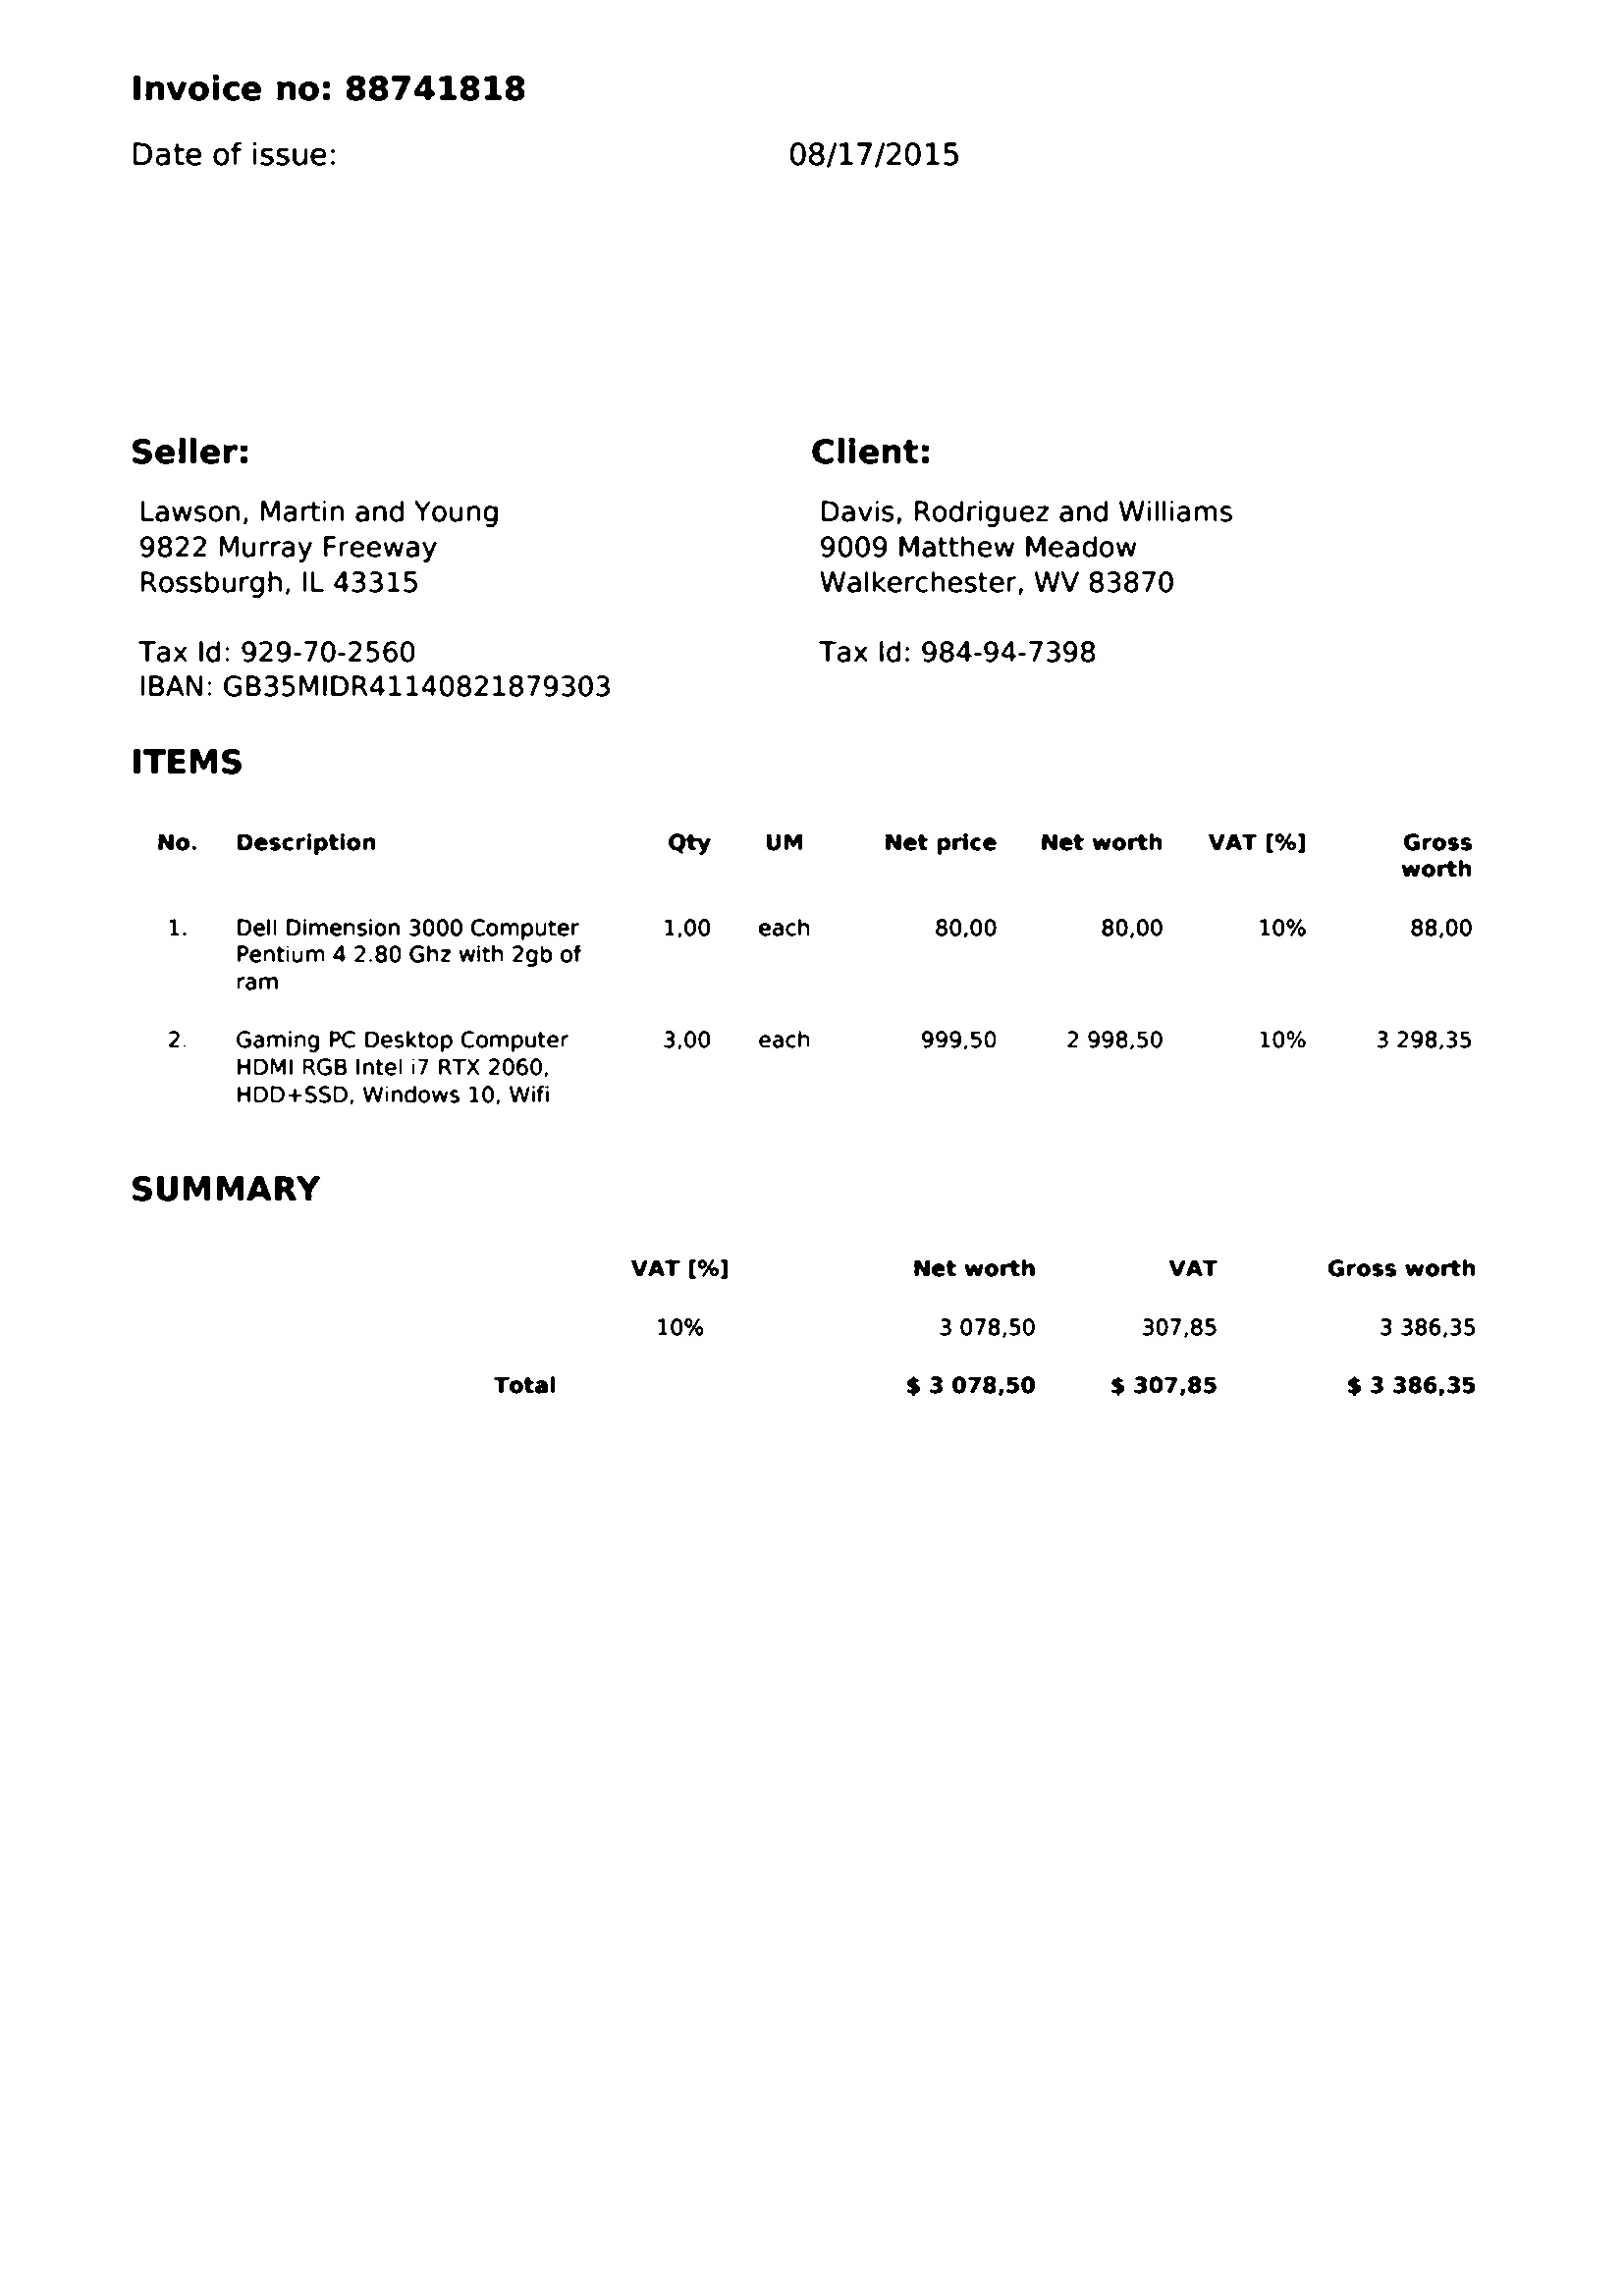 Invoice no: 88741818
Date of issue: 08/17/2015
Seller:
Lawson, Martin and Young
9822 Murray Freeway
Rossburgh, IL 43315
Tax Id: 929-70-2560
IBAN: GB35MIDR41140821879303
Client:
Davis, Rodriguez and Williams
9009 Matthew Meadow
Walkerchester, WV 83870
Tax Id: 984-94-7398
ITEMS
No. Description Qty UM Net price Net worth VAT [%] Gross
worth
1. Dell Dimension 3000 Computer 1,00 each 80,00 80,00 10% 88,00
Pentium 4 2.80 Ghz with 2gb of
ram
2. Gaming PC Desktop Computer 3,00 each 999,50 2 998,50 10% 3 298,35
HDMI RGB Intel i7 RTX 2060,
HDD+SSD, Windows 10, Wifi
SUMMARY
VAT [%] Net worth VAT Gross worth
10% 3 078,50 307,85 3 386,35
Total $ 3 078,50 $ 307,85 $ 3 386,35